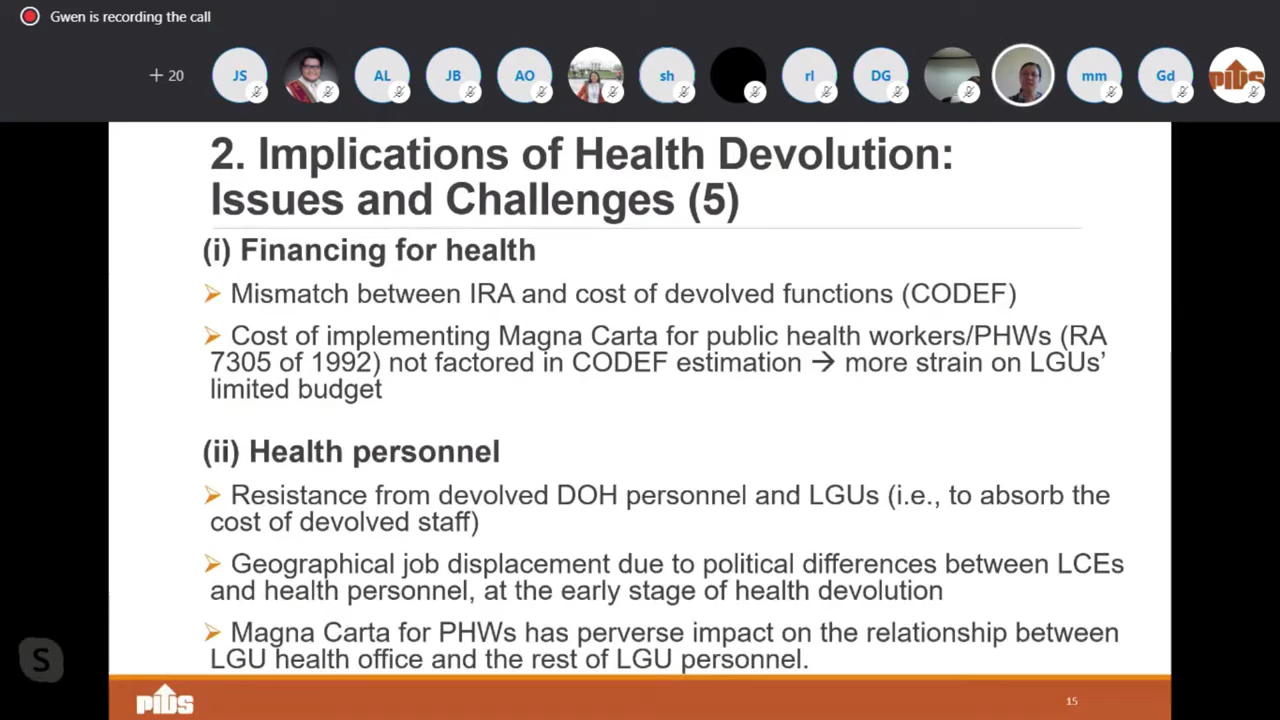 Gwen is recording the call
+ 20
JS
AL
JB
AO
sh
rl
DG
mm
Gd
PIDS
2. Implications of Health Devolution:
Issues and Challenges (5)
(i) Financing for health
➢ Mismatch between IRA and cost of devolved functions (CODEF)
➢ Cost of implementing Magna Carta for public health workers/PHWs (RA
7305 of 1992) not factored in CODEF estimation → more strain on LGUs’
limited budget
(ii) Health personnel
➢ Resistance from devolved DOH personnel and LGUs (i.e., to absorb the
cost of devolved staff)
➢ Geographical job displacement due to political differences between LCEs
and health personnel, at the early stage of health devolution
➢ Magna Carta for PHWs has perverse impact on the relationship between
LGU health office and the rest of LGU personnel.
S
PIDS
15